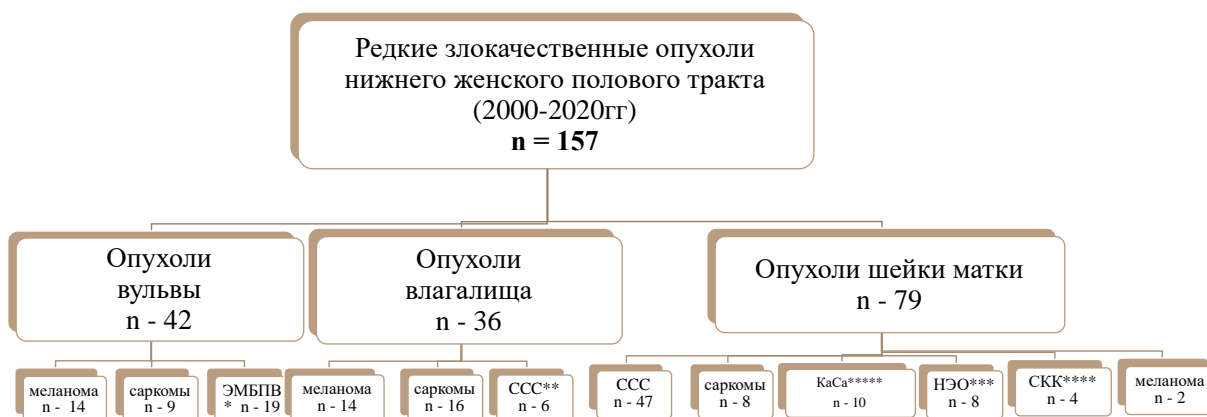 Редкие злокачественные опухоли
нижнего женского полового тракта
(2000-2020гг)
n = 157
Опухоли
вульвы
n - 42
Опухоли
влагалища
n - 36
Опухоли шейки матки
n - 79
меланома
n - 14
саркомы
n - 9
ЭМБПВ
* n - 19
меланома
n - 14
саркомы
n - 16
ССС**
n - 6
ССС
n - 47
саркомы
n - 8
КаСа*****
n - 10
НЭО***
n - 8
СКК****
n - 4
меланома
n - 2